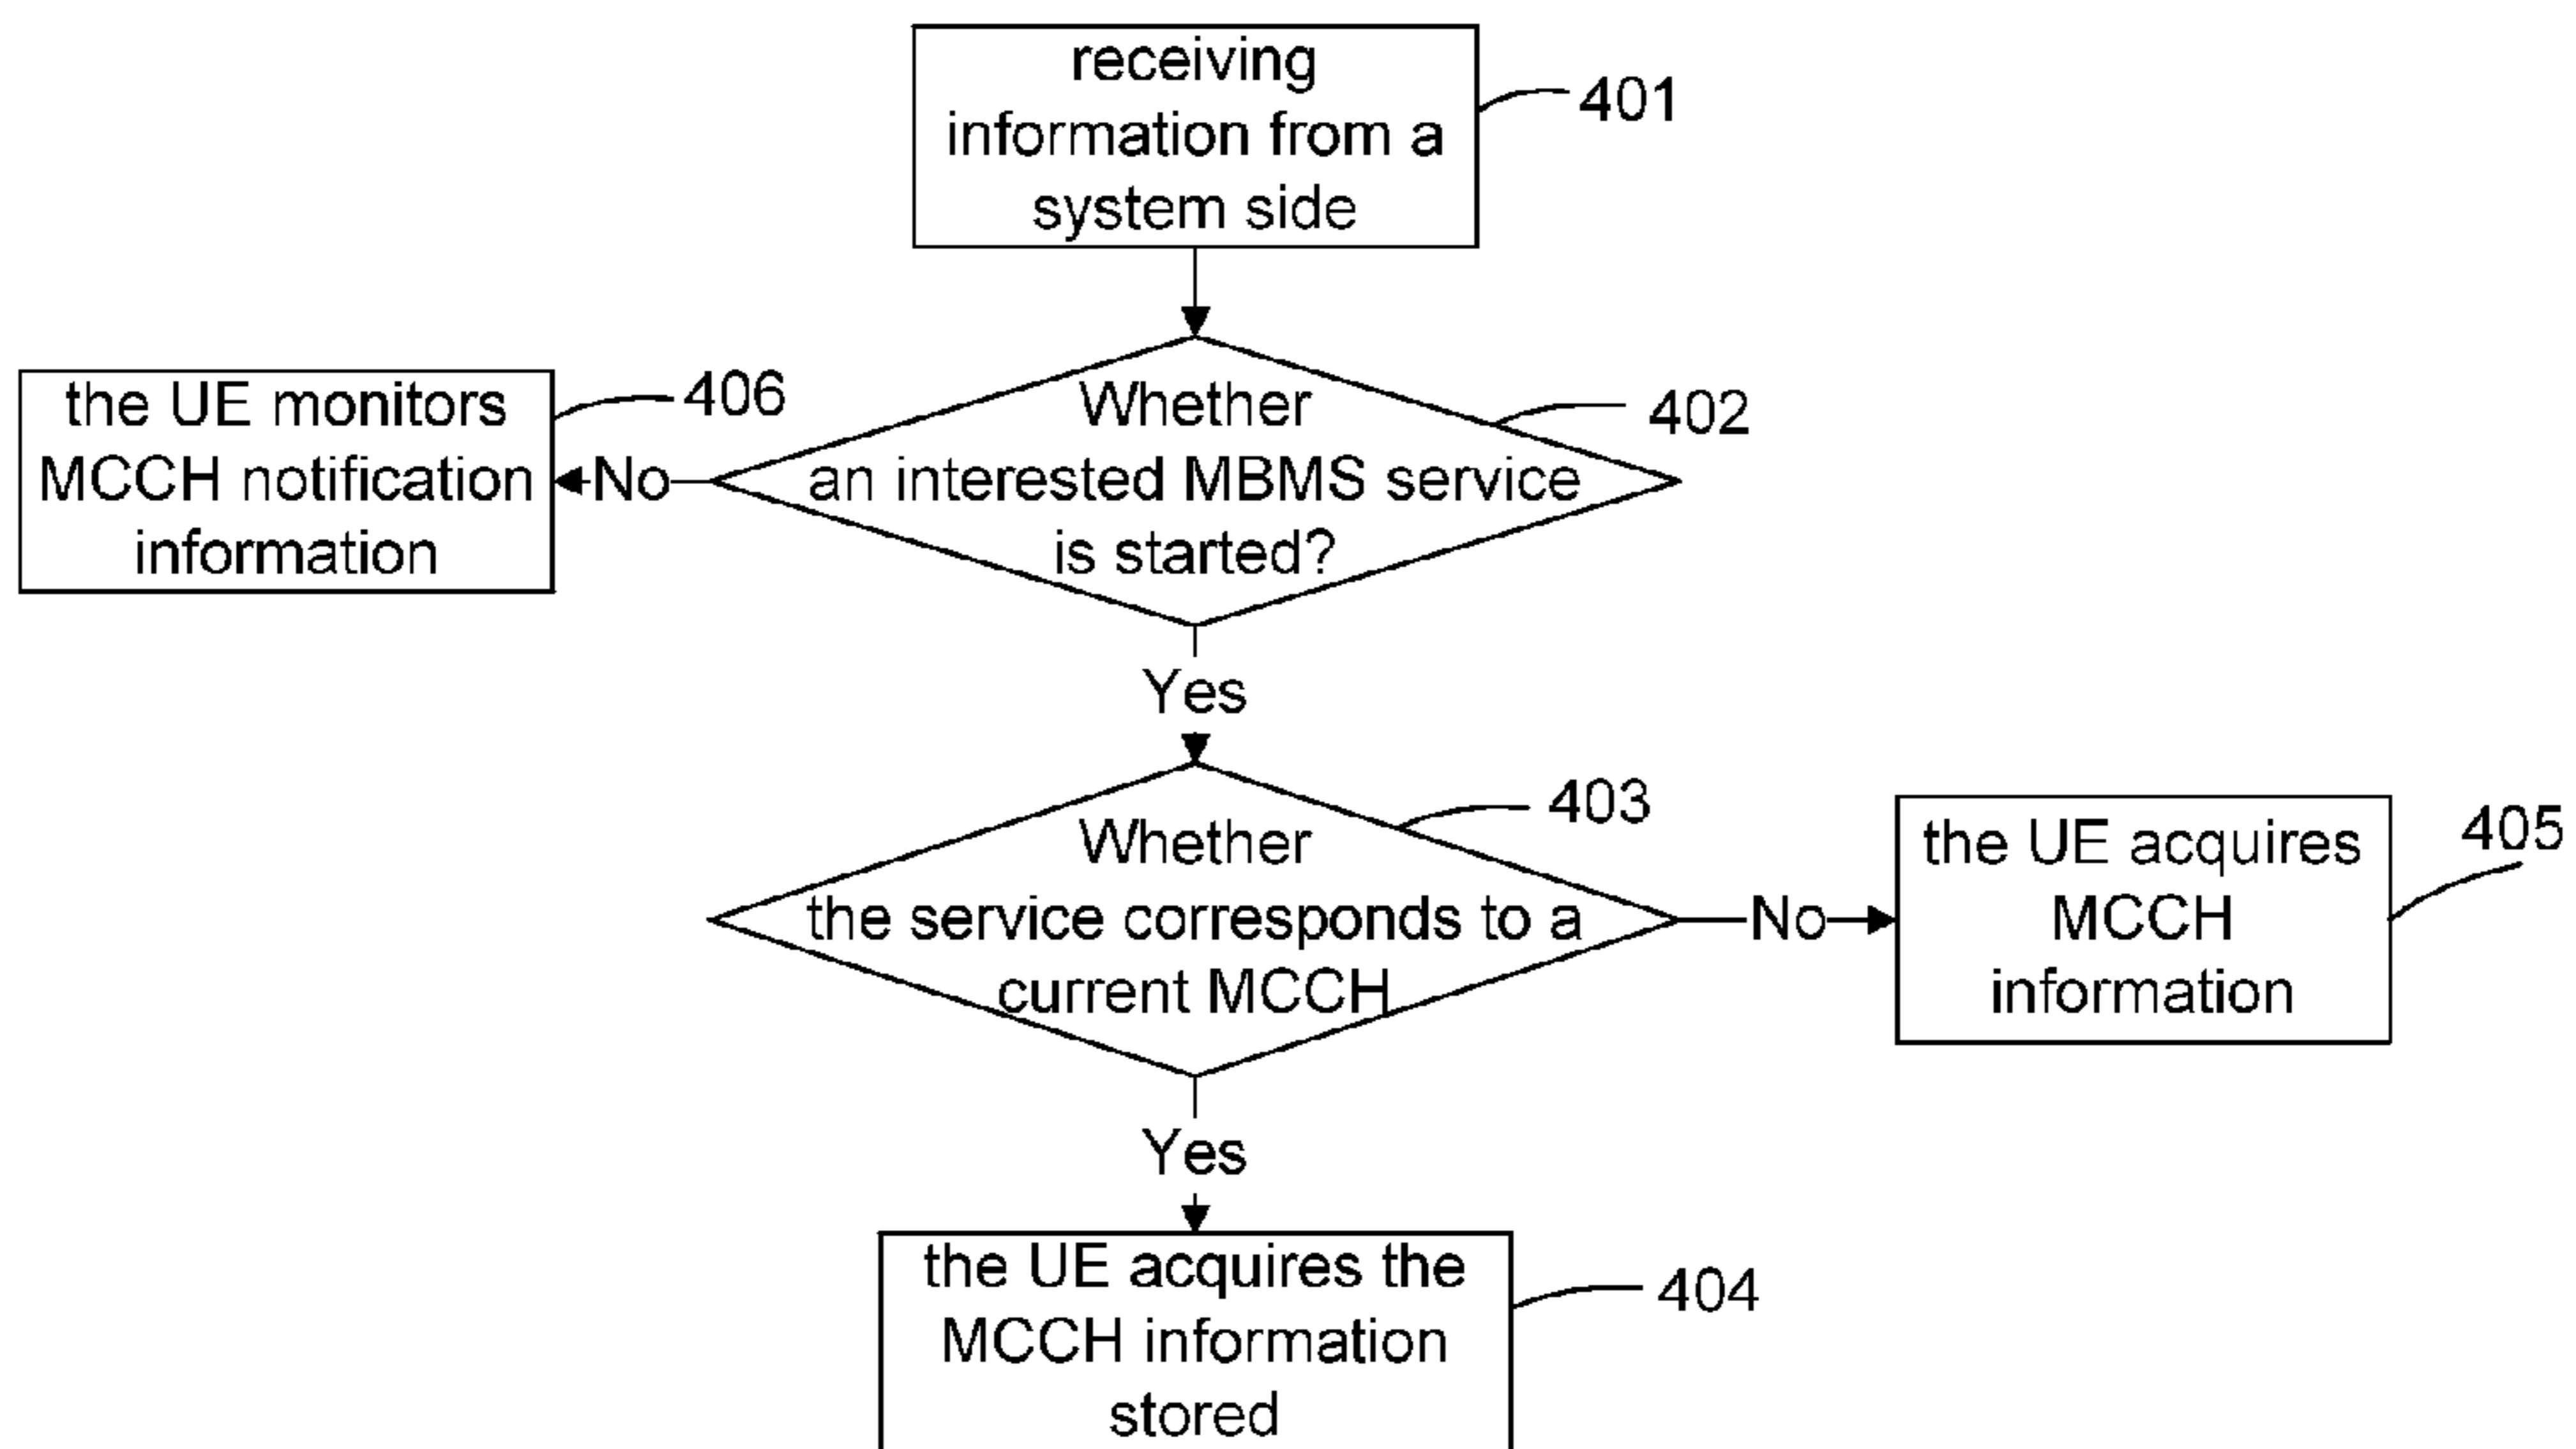 receiving
information from a
system side
401
Whether
an interested MBMS service
is started?
402
No
the UE monitors
MCCH notification
information
406
Yes
Whether
the service corresponds to a
current MCCH
403
No
the UE acquires
MCCH
information
405
Yes
the UE acquires the
MCCH information
stored
404